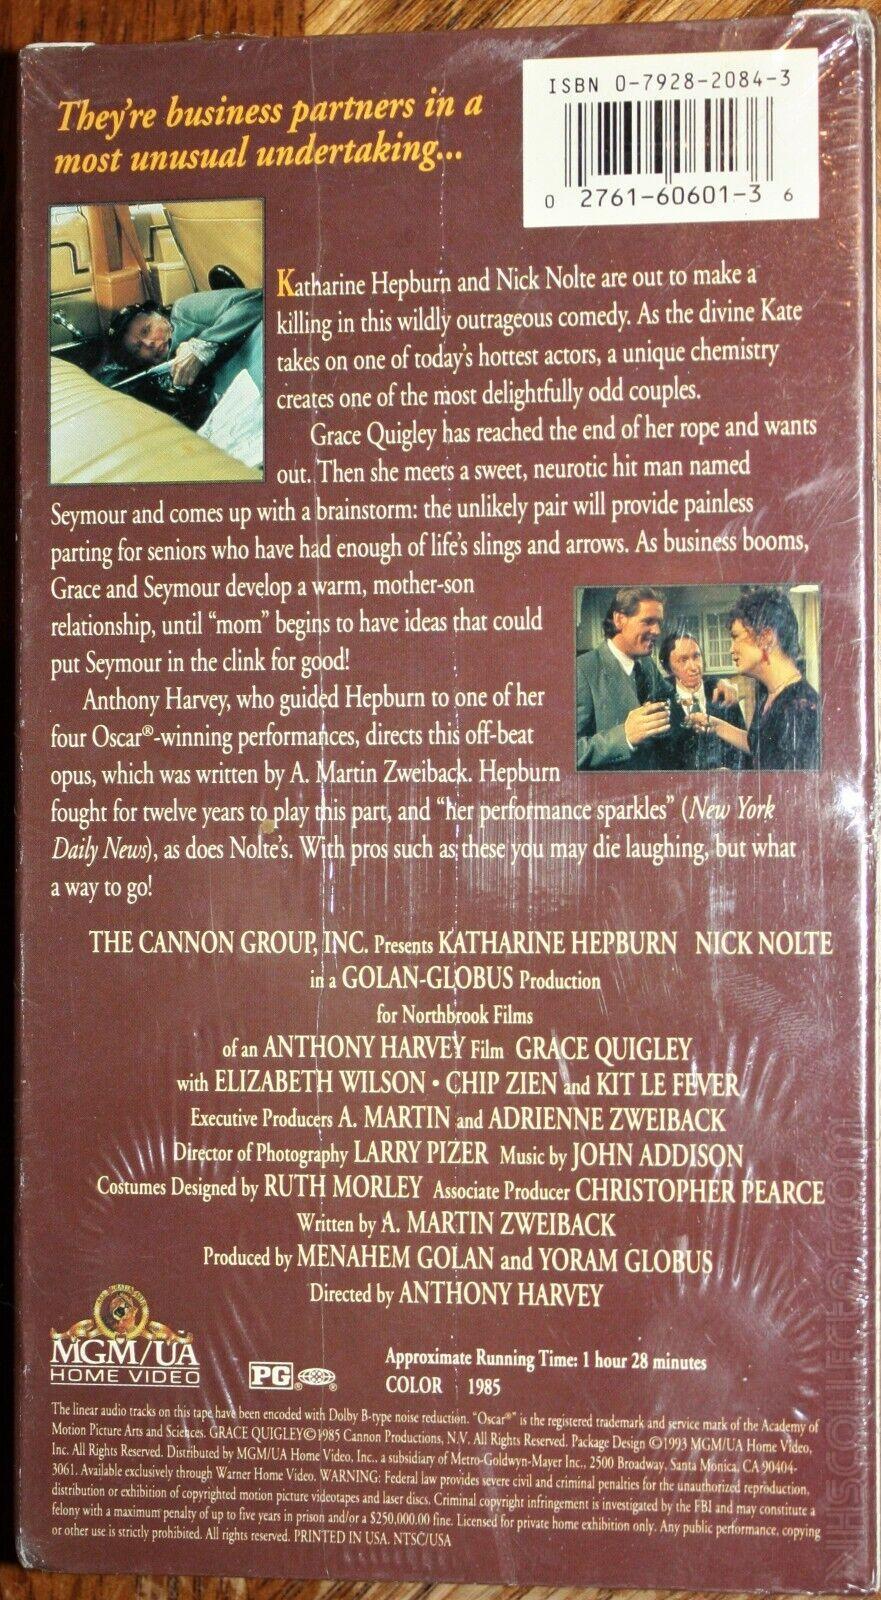 They're business partners in a
most unusual undertaking...
ISBN 0-7928-2084-3
0 2761-60601-3 6
Katharine Hepburn and Nick Nolte are out to make a
killing in this wildly outrageous comedy. As the divine Kate
takes on one of today's hottest actors, a unique chemistry
creates one of the most delightfully odd couples.
Grace Quigley has reached the end of her rope and wants
out. Then she meets a sweet, neurotic hit man named
Seymour and comes up with a brainstorm: the unlikely pair will provide painless
parting for seniors who have had enough of life's slings and arrows. As business booms,
Grace and Seymour develop a warm, mother-son
relationship, until "mom" begins to have ideas that could
put Seymour in the clink for good!
Anthony Harvey, who guided Hepburn to one of her
four Oscar®-winning performances, directs this off-beat
opus, which was written by A. Martin Zweiback. Hepburn
fought for twelve years to play this part, and "her performance sparkles" (New York
Daily News), as does Nolte's. With pros such as these you may die laughing, but what
a way to go!
THE CANNON GROUP, INC. Presents KATHARINE HEPBURN NICK NOLTE
in a GOLAN-GLOBUS Production
for Northbrook Films
of an ANTHONY HARVEY Film GRACE QUIGLEY
with ELIZABETH WILSON • CHIP ZIEN and KIT LE FEVER
Executive Producers A. MARTIN and ADRIENNE ZWEIBACK
Director of Photography LARRY PIZER Music by JOHN ADDISON
Costumes Designed by RUTH MORLEY Associate Producer CHRISTOPHER PEARCE
Written by A. MARTIN ZWEIBACK
Produced by MENAHEM GOLAN and YORAM GLOBUS
Directed by ANTHONY HARVEY
MGM/UA
HOME VIDEO
PG
Approximate Running Time: 1 hour 28 minutes
COLOR 1985
The linear audio tracks on this tape have been encoded with Dolby B-type noise reduction. "Oscar®" is the registered trademark and service mark of the Academy of
Motion Picture Arts and Sciences. GRACE QUIGLEY©1985 Cannon Productions, N.V. All Rights Reserved. Package Design ©1993 MGM/UA Home Video,
Inc. All Rights Reserved. Distributed by MGM/UA Home Video, Inc., a subsidiary of Metro-Goldwyn-Mayer Inc., 2500 Broadway, Santa Monica, CA 90404-
3061. Available exclusively through Warner Home Video. WARNING: Federal law provides severe civil and criminal penalties for the unauthorized reproduction,
distribution or exhibition of copyrighted motion picture videotapes and laser discs. Criminal copyright infringement is investigated by the FBI and may constitute a
felony with a maximum penalty of up to five years in prison and/or a $250,000.00 fine. Licensed for private home exhibition only. Any public performance, copying
or other use is strictly prohibited. All rights reserved. PRINTED IN USA. NTSC/USA
VHSCOLLECTOR.COM